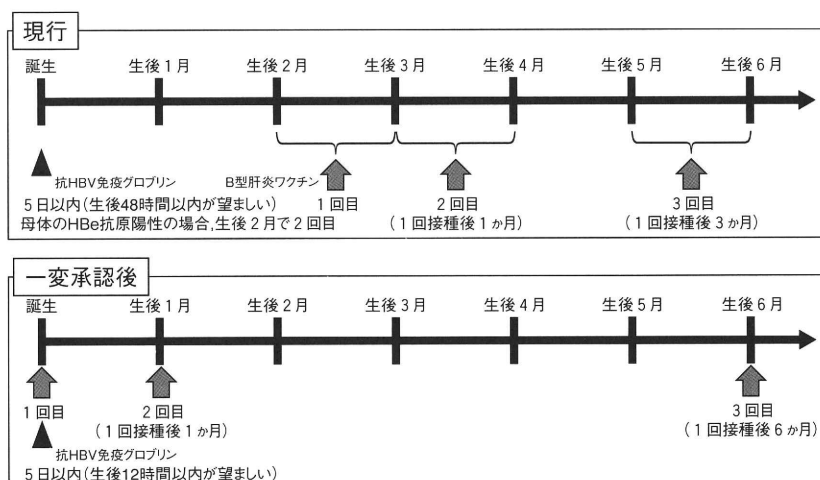 現行
誕生 生後1月 生後2月 生後3月 生後4月 生後5月 生後6月
抗HBV免疫グロブリン B型肝炎ワクチン
5日以内(生後48時間以内が望ましい) 1回目 2回目 3回目
母体のHBe抗原陽性の場合,生後2月で2回目 (1回接種後1か月) (1回接種後3か月)
一変承認後
誕生 生後1月 生後2月 生後3月 生後4月 生後5月 生後6月
1回目 2回目 3回目
(1回接種後1か月) (1回接種後6か月)
抗HBV免疫グロブリン
5日以内(生後12時間以内が望ましい)